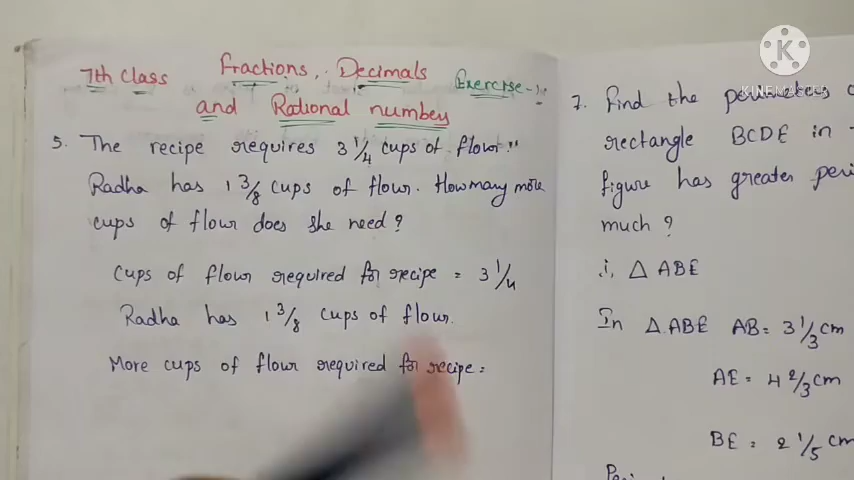 7th Class Fractions, Decimals Exercise-1:
and Rational numbers
5. The recipe requires 3 1/4 cups of flour.
Radha has 1 3/8 cups of flour. How many more
cups of flour does she need?
Cups of flour required for recipe = 3 1/4
Radha has 1 3/8 cups of flour.
More cups of flour required for recipe =
7. Find the perimeters
rectangle BCDE in
figure has greater peri
much?
i, △ ABE
In △ ABE AB = 3 1/3 cm
AE = 4 2/3 cm
BE = 2 1/5 cm
K
KINEMASTER